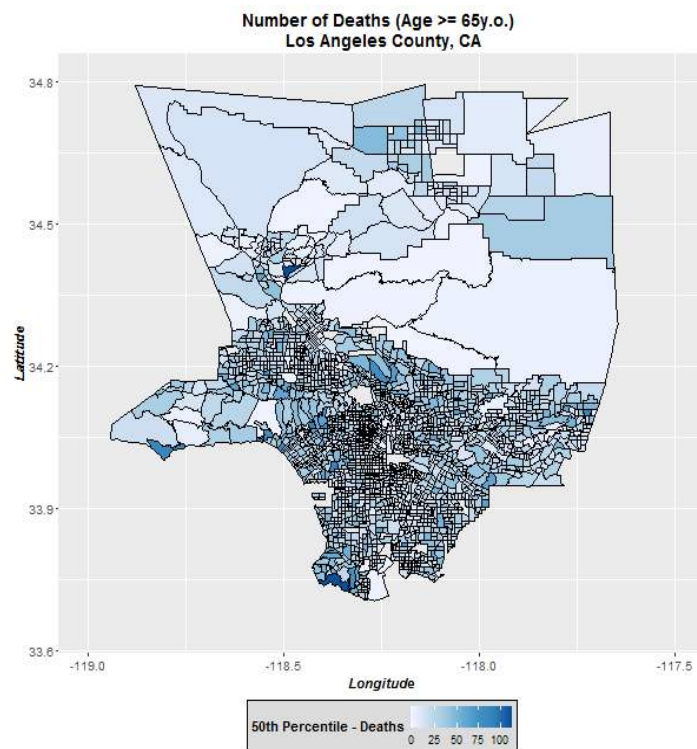 Number of Deaths (Age >= 65y.o.)
Los Angeles County, CA
34.8
34.5
34.2
33.9
33.6
Latitude
-119.0 -118.5 -118.0 -117.5
Longitude
50th Percentile - Deaths
0 25 50 75 100